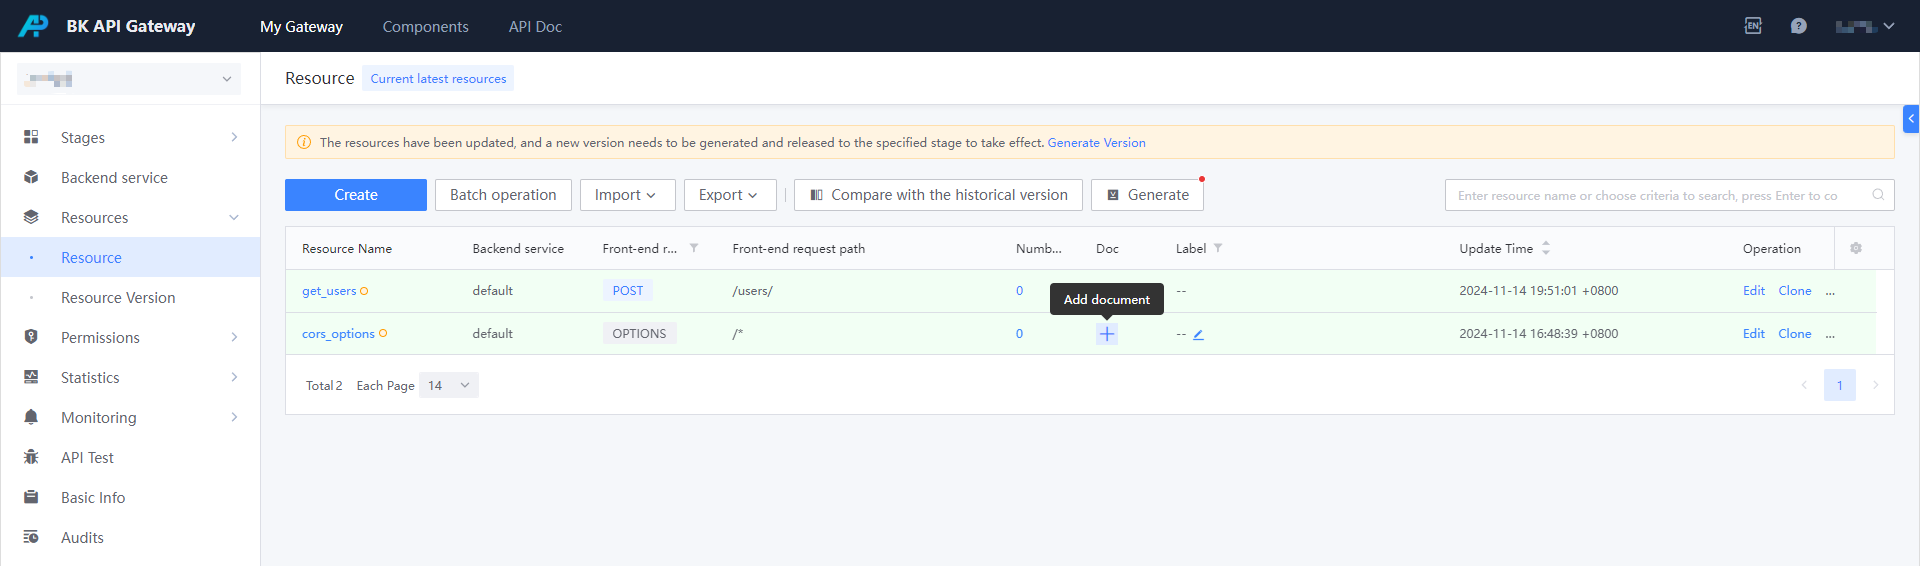 BK API Gateway My Gateway Components API Doc EN ?
Resource Current latest resources
Stages
Backend service
Resources
Resource
Resource Version
Permissions
Statistics
Monitoring
API Test
Basic Info
Audits
The resources have been updated, and a new version needs to be generated and released to the specified stage to take effect. Generate Version
Create Batch operation Import Export Compare with the historical version Generate Enter resource name or choose criteria to search, press Enter to co
Resource Name Backend service Front-end r... Front-end request path Numb... Doc Label Update Time Operation
get_users default POST /users/ 0 -- 2024-11-14 19:51:01 +0800 Edit Clone ...
Add document
cors_options default OPTIONS /* 0 -- 2024-11-14 16:48:39 +0800 Edit Clone ...
Total 2 Each Page 14 1